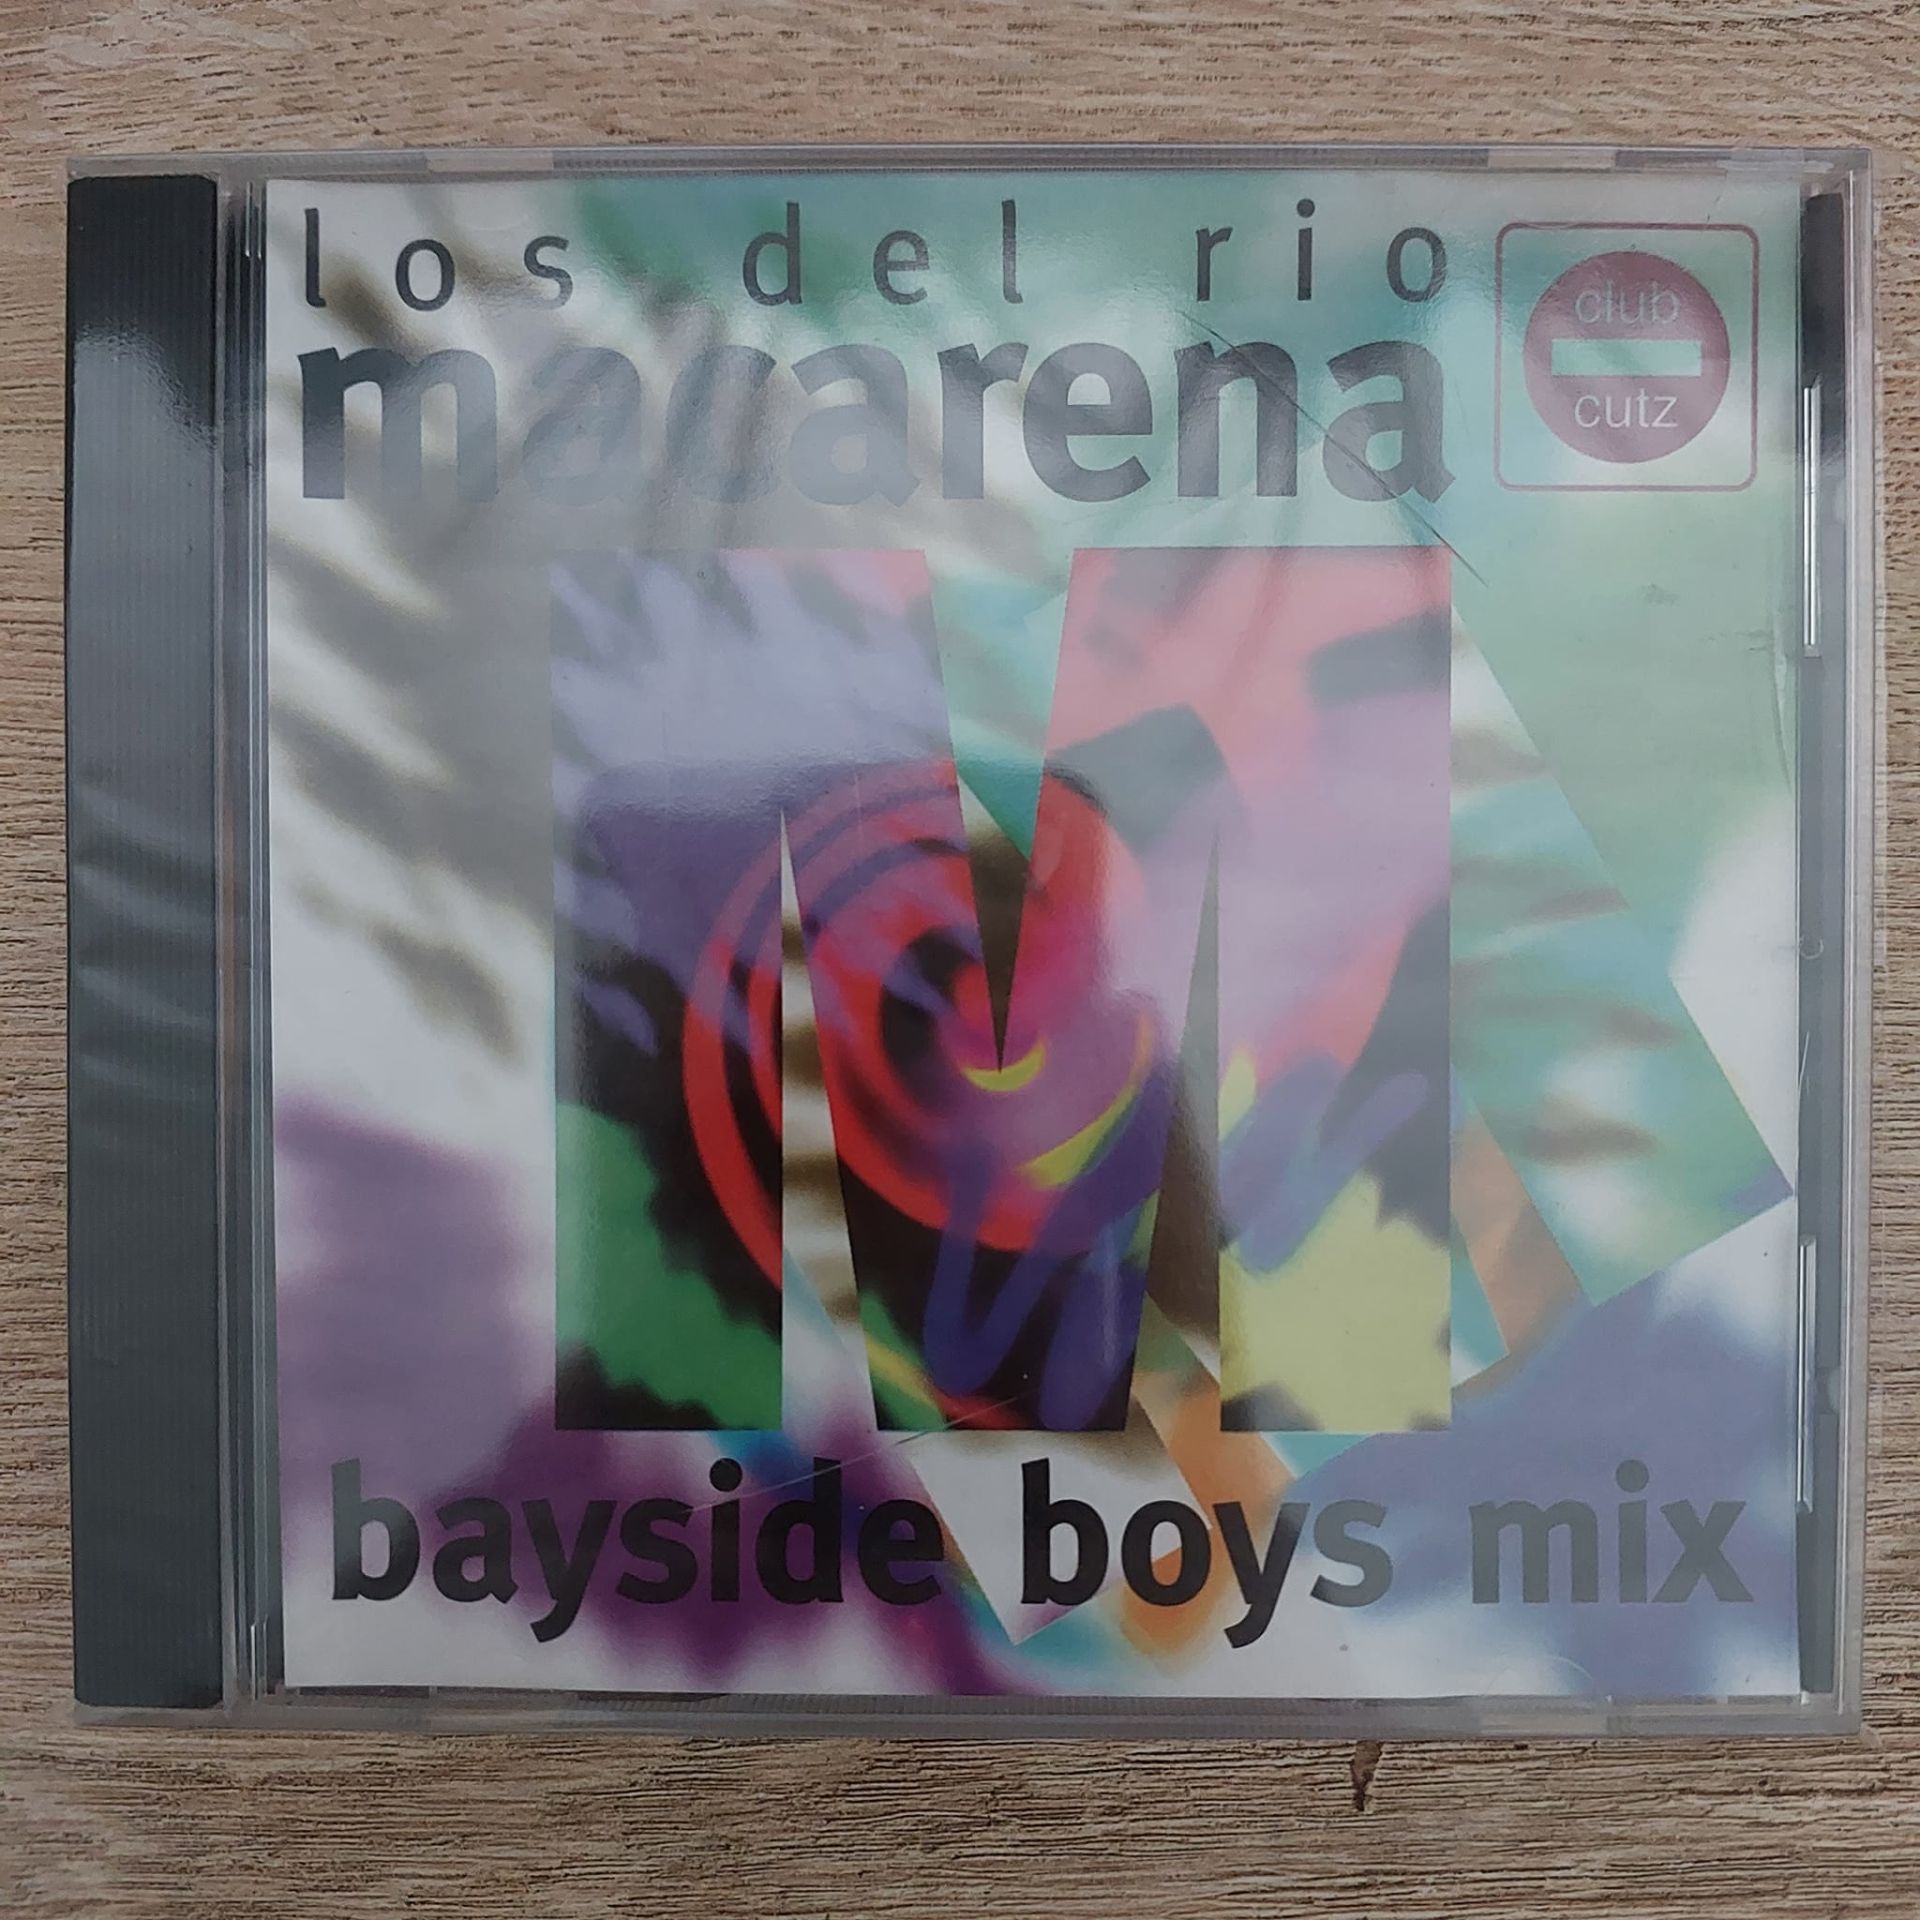 los del rio
macarena
club
cutz
M
bayside boys mix